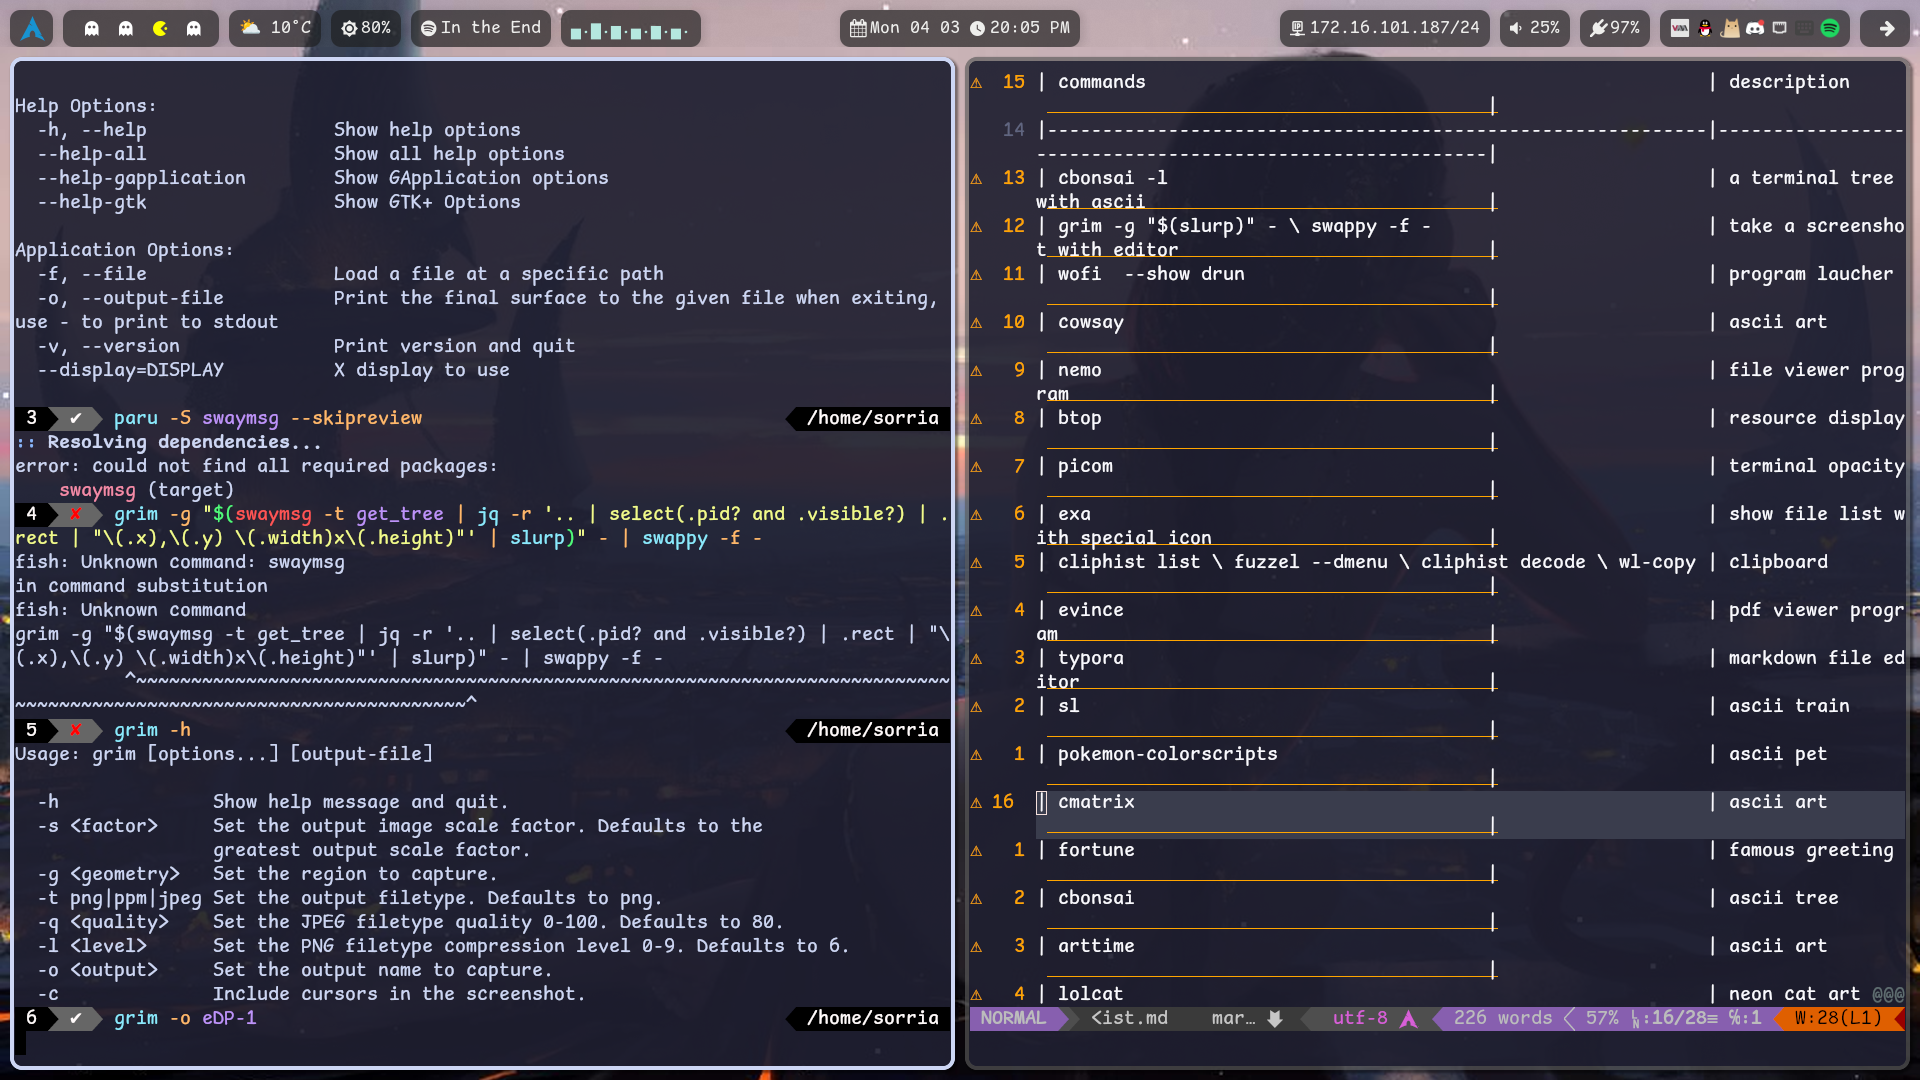 10°C
80%
In the End
Mon 04 03 20:05 PM
172.16.101.187/24
25%
97%
Help Options:
-h, --help Show help options
--help-all Show all help options
--help-gapplication Show GApplication options
--help-gtk Show GTK+ Options
Application Options:
-f, --file Load a file at a specific path
-o, --output-file Print the final surface to the given file when exiting,
use - to print to stdout
-v, --version Print version and quit
--display=DISPLAY X display to use
3 ✔ paru -S swaymsg --skipreview /home/sorria
:: Resolving dependencies...
error: could not find all required packages:
swaymsg (target)
4 ✘ grim -g "$(swaymsg -t get_tree | jq -r '.. | select(.pid? and .visible?) | .
rect | "\(.x),\(.y) \(.width)x\(.height)"' | slurp)" - | swappy -f -
fish: Unknown command: swaymsg
in command substitution
fish: Unknown command
grim -g "$(swaymsg -t get_tree | jq -r '.. | select(.pid? and .visible?) | .rect | "\
(.x),\(.y) \(.width)x\(.height)"' | slurp)" - | swappy -f -
^~~~~~~~~~~~~~~~~~~~~~~~~~~~~~~~~~~~~~~~~~~~~~~~~~~~~~~~~~~~~~~~~~~~~~~~~~~
~~~~~~~~~~~~~~~~~~~~~~~~~~~~~~~~~~~~~~~~~^
5 ✘ grim -h /home/sorria
Usage: grim [options...] [output-file]
-h Show help message and quit.
-s <factor> Set the output image scale factor. Defaults to the
greatest output scale factor.
-g <geometry> Set the region to capture.
-t png|ppm|jpeg Set the output filetype. Defaults to png.
-q <quality> Set the JPEG filetype quality 0-100. Defaults to 80.
-l <level> Set the PNG filetype compression level 0-9. Defaults to 6.
-o <output> Set the output name to capture.
-c Include cursors in the screenshot.
6 ✔ grim -o eDP-1 /home/sorria
⚠ 15 | commands | description
|
14 |------------------------------------------------------------|-----------------
-----------------------------------------|
⚠ 13 | cbonsai -l | a terminal tree
with ascii |
⚠ 12 | grim -g "$(slurp)" - \ swappy -f - | take a screensho
t with editor |
⚠ 11 | wofi  --show drun | program laucher
|
⚠ 10 | cowsay | ascii art
|
⚠ 9 | nemo | file viewer prog
ram |
⚠ 8 | btop | resource display
|
⚠ 7 | picom | terminal opacity
|
⚠ 6 | exa | show file list w
ith special icon |
⚠ 5 | cliphist list \ fuzzel --dmenu \ cliphist decode \ wl-copy | clipboard
|
⚠ 4 | evince | pdf viewer progr
am |
⚠ 3 | typora | markdown file ed
itor |
⚠ 2 | sl | ascii train
|
⚠ 1 | pokemon-colorscripts | ascii pet
|
⚠ 16 | cmatrix | ascii art
|
⚠ 1 | fortune | famous greeting
|
⚠ 2 | cbonsai | ascii tree
|
⚠ 3 | arttime | ascii art
|
⚠ 4 | lolcat | neon cat art @@@
NORMAL <ist.md mar… utf-8 226 words 57% :16/28≡ ℅:1 W:28(L1)